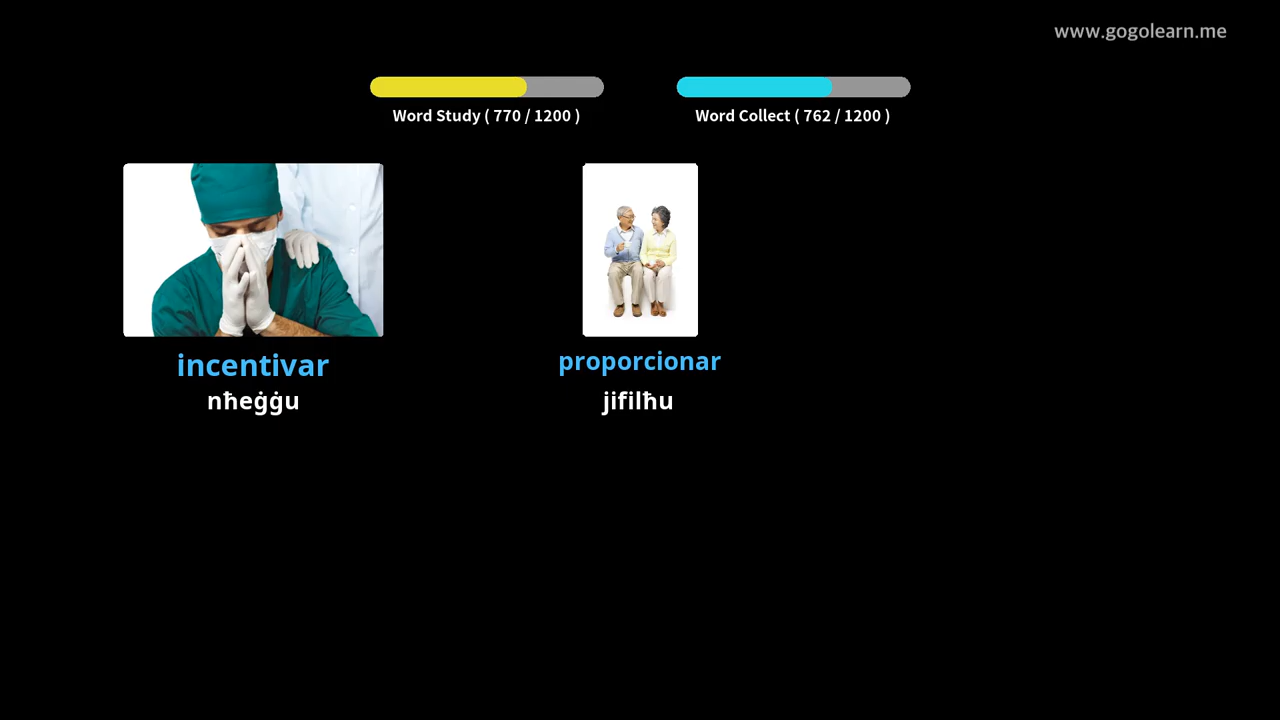 www.gogolearn.me
Word Study ( 770 / 1200 )
Word Collect ( 762 / 1200 )
incentivar
nħeġġu
proporcionar
jifilħu